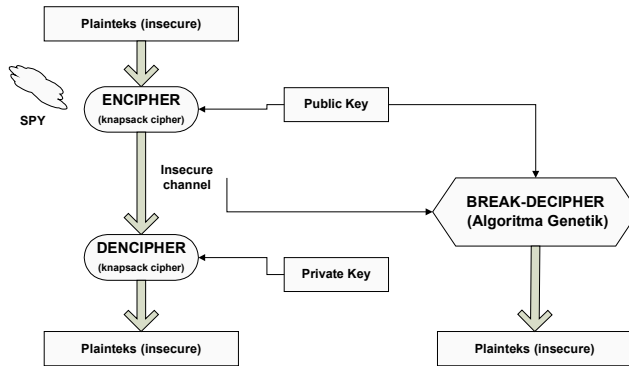 Plainteks (insecure)
ENCIPHER
(knapsack cipher)
Public Key
SPY
Insecure
channel
BREAK-DECIPHER
(Algoritma Genetik)
DENCIPHER
(knapsack cipher)
Private Key
Plainteks (insecure)
Plainteks (insecure)